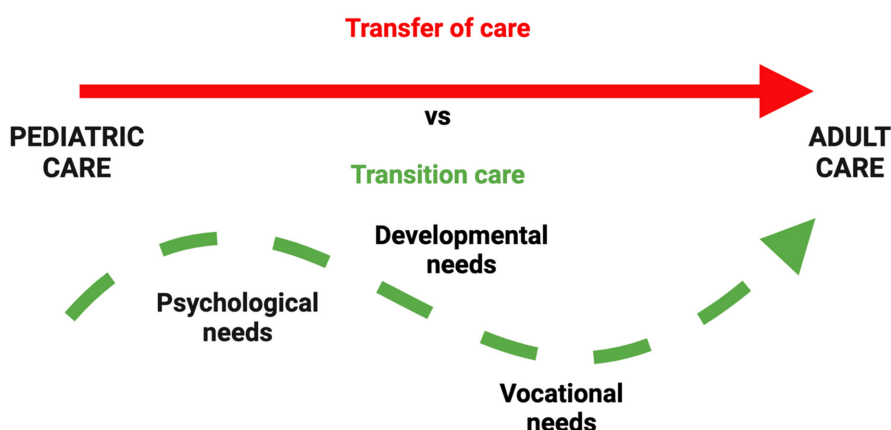 Transfer of care
vs
PEDIATRIC
CARE
ADULT
CARE
Transition care
Developmental
needs
Psychological
needs
Vocational
needs